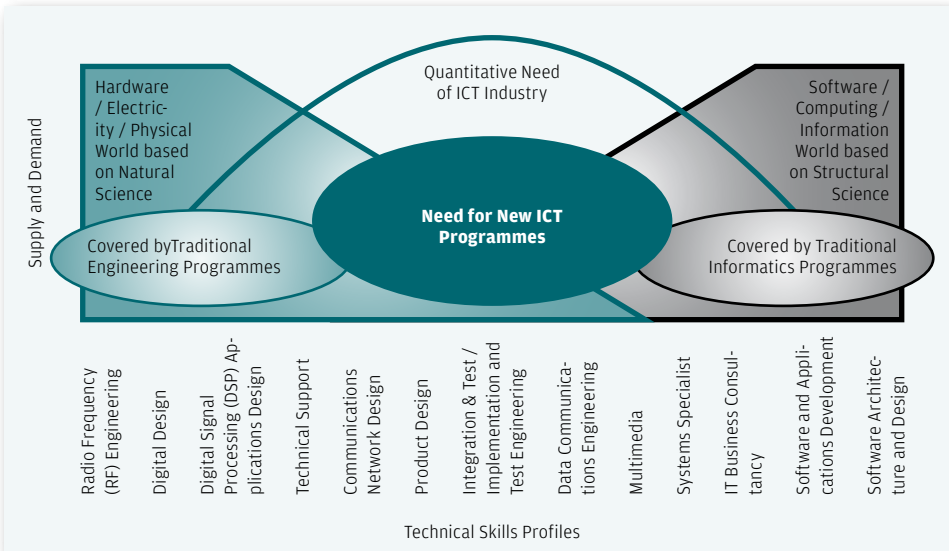 Quantitative Need
of ICT Industry
Hardware
/ Electric-
ity / Physical
World based
on Natural
Science
Software /
Computing /
Information
World based
on Structural
Science
Supply and Demand
Need for New ICT
Programmes
Covered byTraditional
Engineering Programmes
Covered by Traditional
Informatics Programmes
Radio Frequency
(RF) Engineering
Digital Design
Digital Signal
Processing (DSP) Ap-
plications Design
Technical Support
Communications
Network Design
Product Design
Integration & Test /
Implementation and
Test Engineering
Data Communica-
tions Engineering
Multimedia
Systems Specialist
IT Business Consul-
tancy
Software and Appli-
cations Development
Software Architec-
ture and Design
Technical Skills Profiles